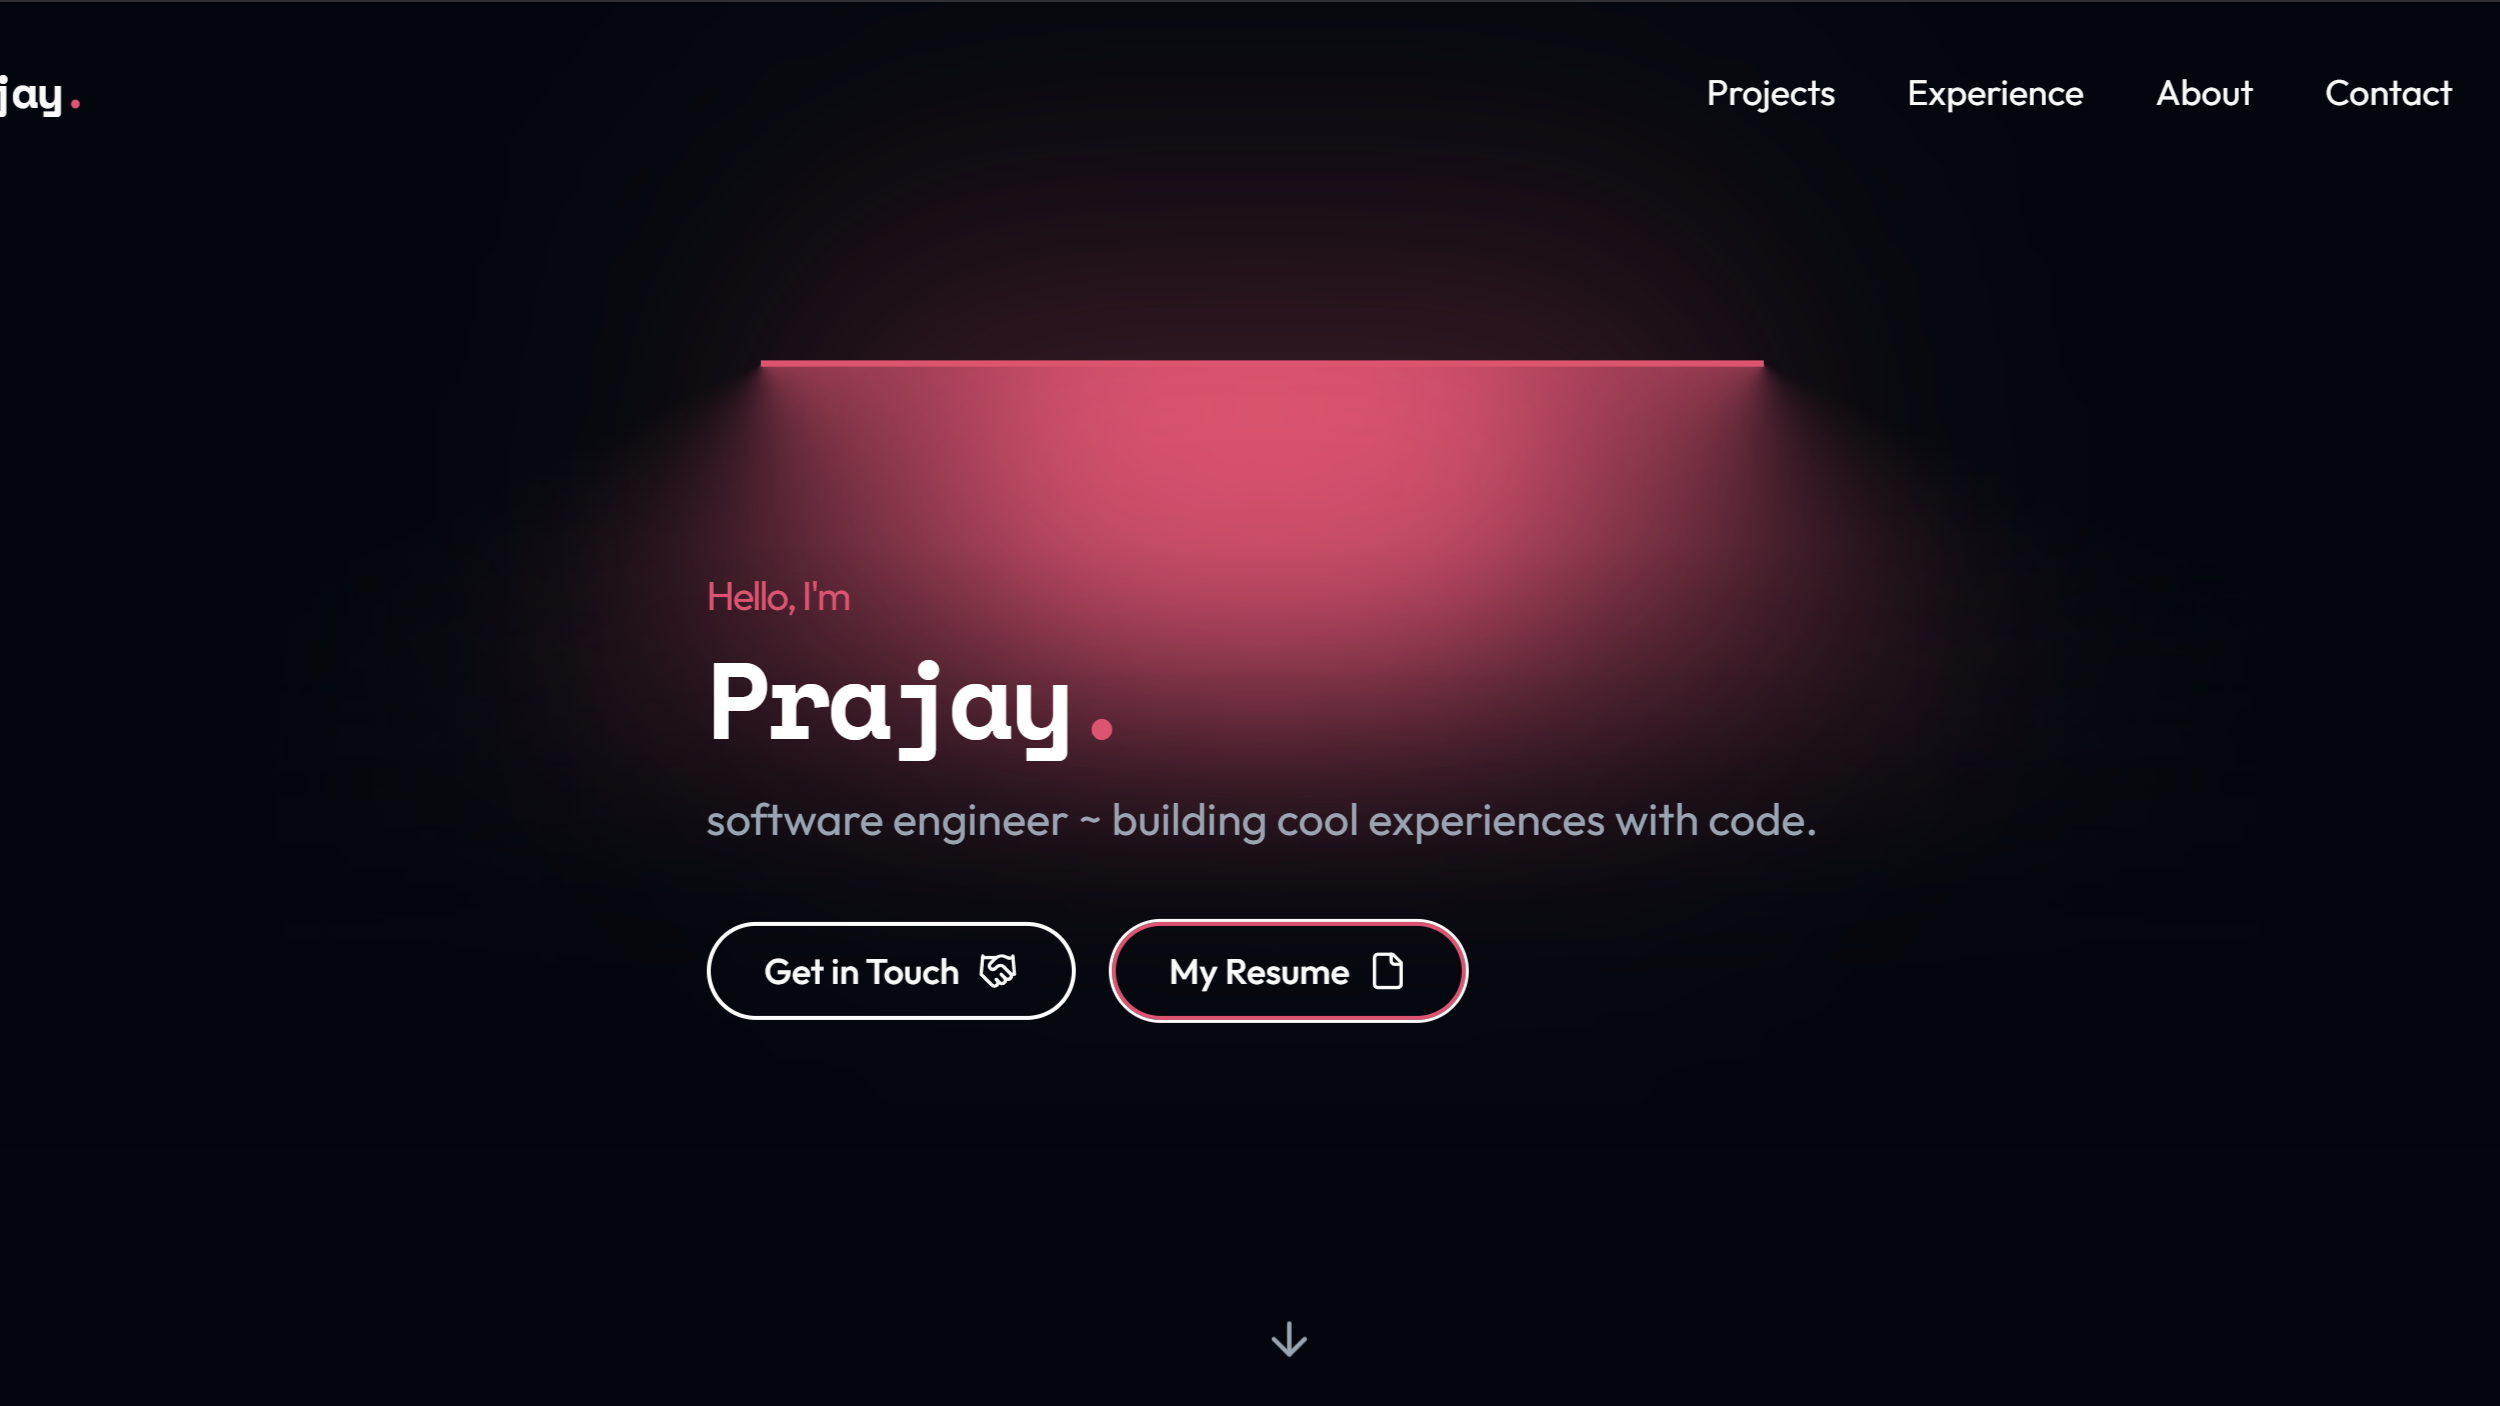 jay.
Projects Experience About Contact
Hello, I'm
Prajay.
software engineer ~ building cool experiences with code.
Get in Touch
My Resume